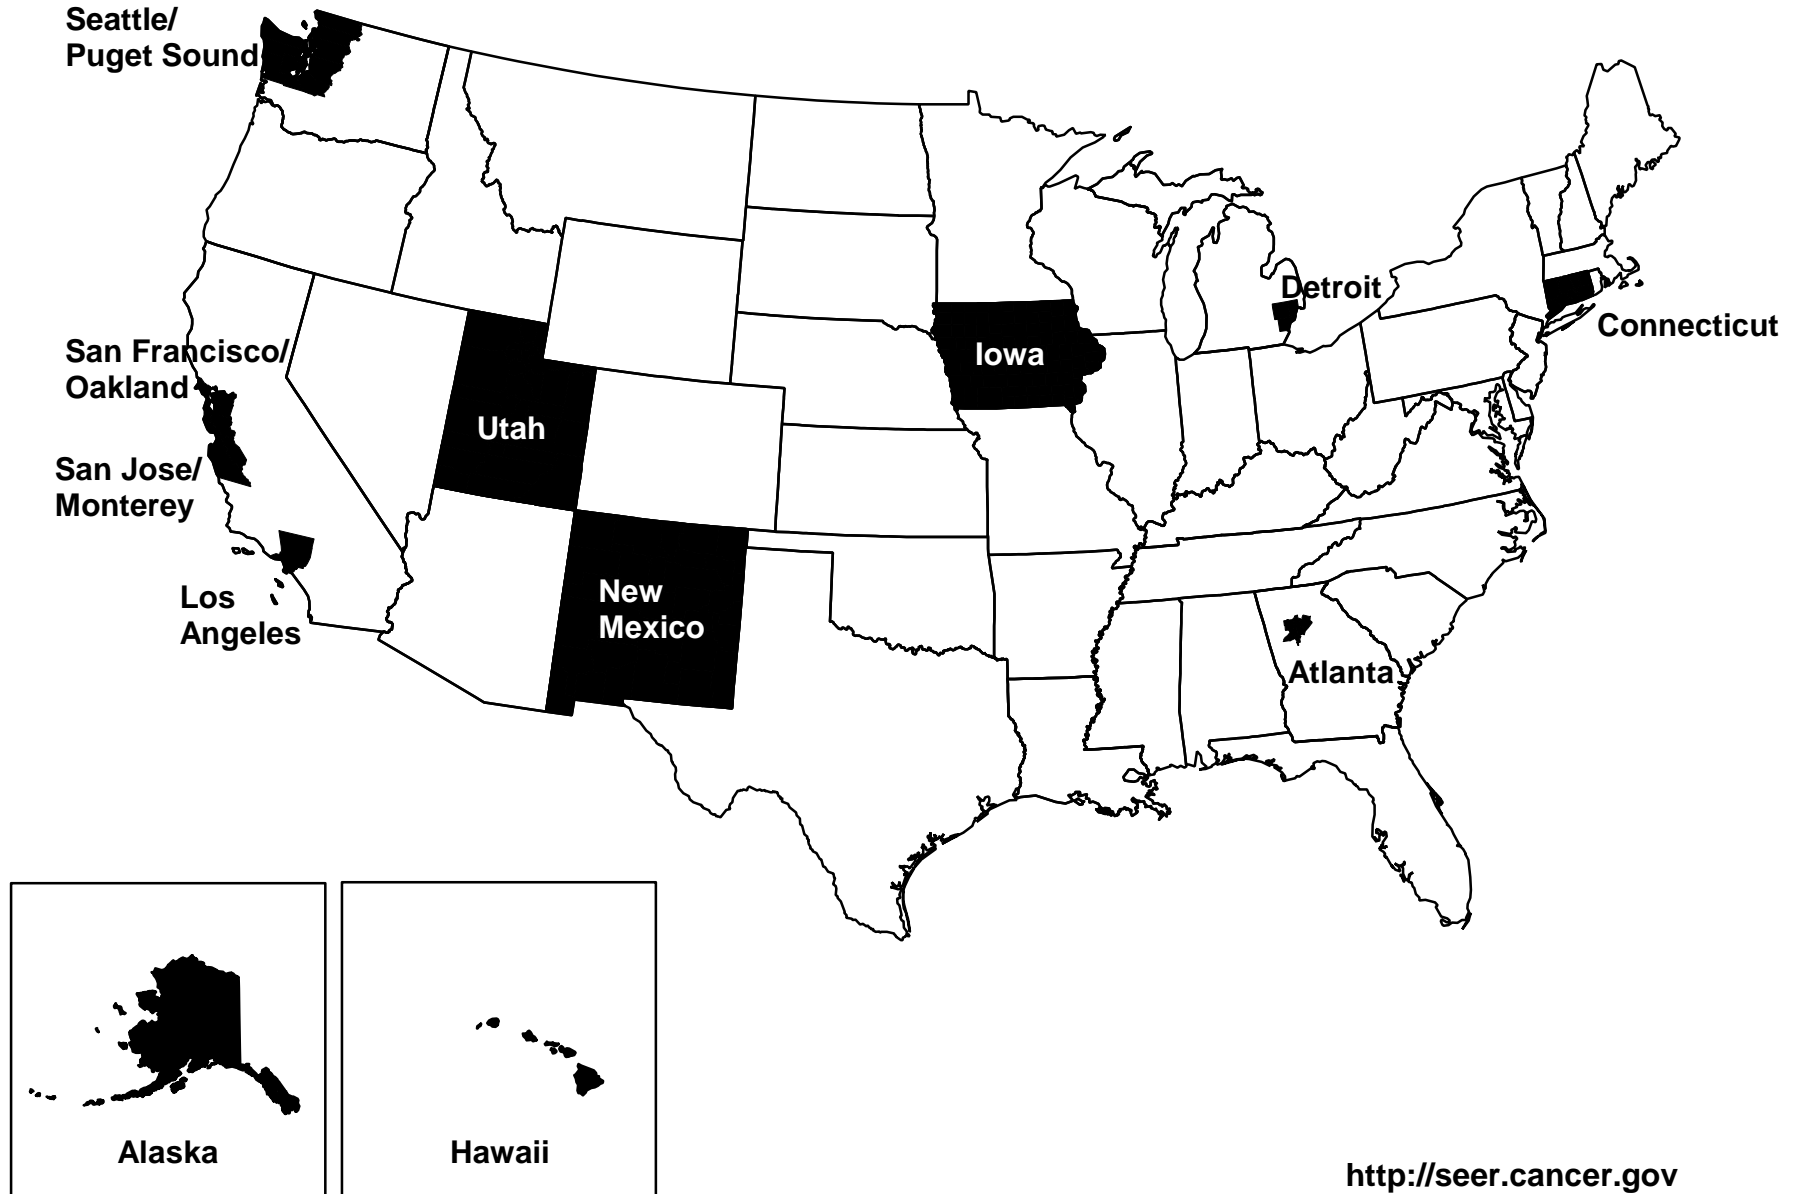 Seattle/
Puget Sound
Detroit
Connecticut
San Francisco/
Oakland
Iowa
Utah
San Jose/
Monterey
Los
Angeles
New
Mexico
Atlanta
Alaska
Hawaii
http://seer.cancer.gov